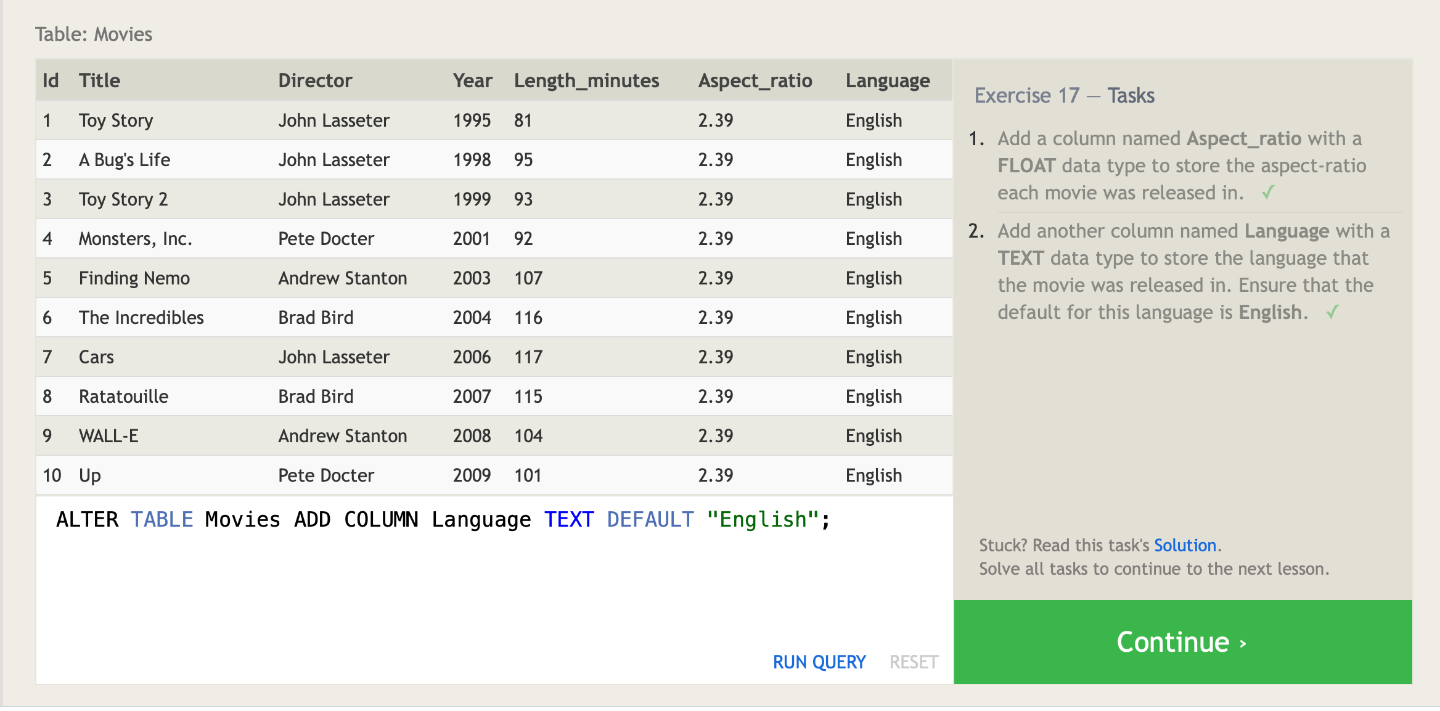 Table: Movies
Id Title Director Year Length_minutes Aspect_ratio Language
1 Toy Story John Lasseter 1995 81 2.39 English
2 A Bug's Life John Lasseter 1998 95 2.39 English
3 Toy Story 2 John Lasseter 1999 93 2.39 English
4 Monsters, Inc. Pete Docter 2001 92 2.39 English
5 Finding Nemo Andrew Stanton 2003 107 2.39 English
6 The Incredibles Brad Bird 2004 116 2.39 English
7 Cars John Lasseter 2006 117 2.39 English
8 Ratatouille Brad Bird 2007 115 2.39 English
9 WALL-E Andrew Stanton 2008 104 2.39 English
10 Up Pete Docter 2009 101 2.39 English
ALTER TABLE Movies ADD COLUMN Language TEXT DEFAULT "English";
RUN QUERY RESET
Exercise 17 — Tasks
1. Add a column named Aspect_ratio with a
FLOAT data type to store the aspect-ratio
each movie was released in. ✓
2. Add another column named Language with a
TEXT data type to store the language that
the movie was released in. Ensure that the
default for this language is English. ✓
Stuck? Read this task's Solution.
Solve all tasks to continue to the next lesson.
Continue ›